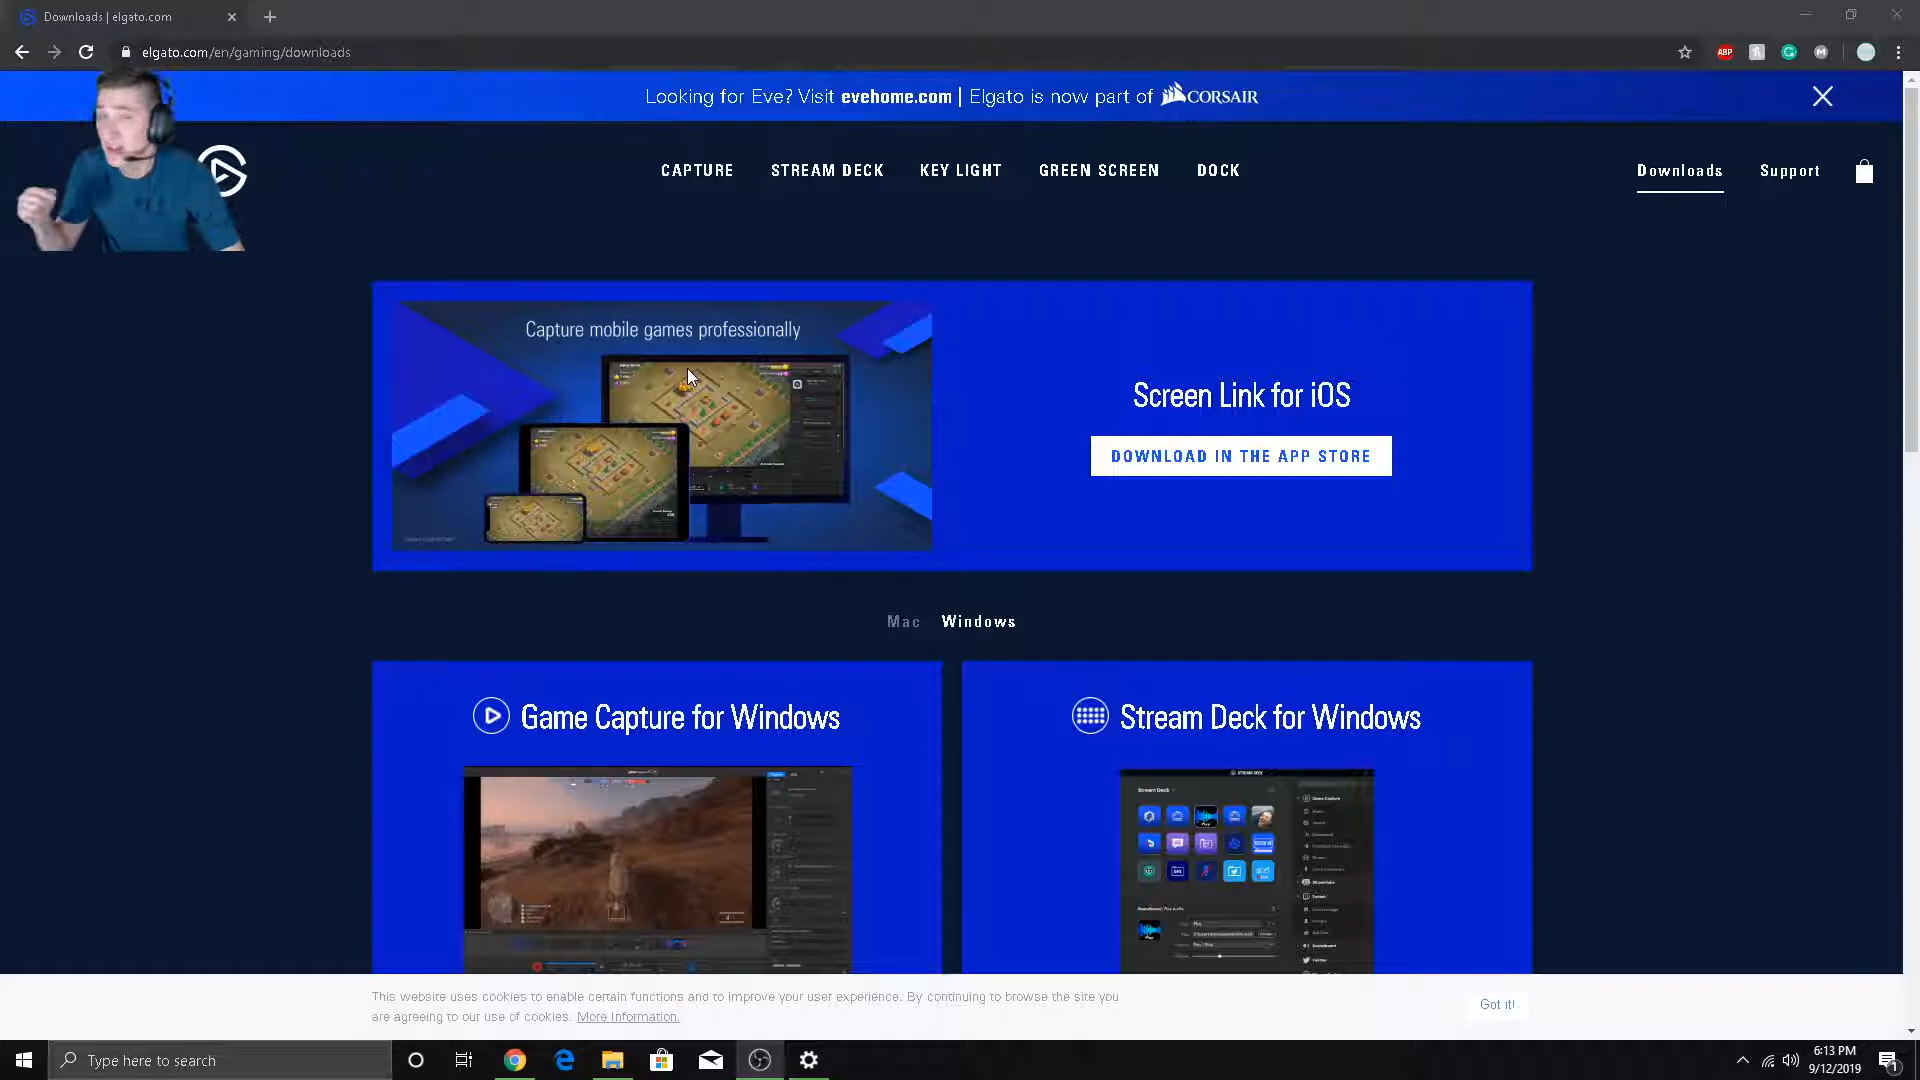 Downloads | elgato.com
elgato.com/en/gaming/downloads
ABP
Looking for Eve? Visit evehome.com | Elgato is now part of CORSAIR
CAPTURE STREAM DECK KEY LIGHT GREEN SCREEN DOCK
Downloads Support
Capture mobile games professionally
Screen Link for iOS
DOWNLOAD IN THE APP STORE
Mac Windows
Game Capture for Windows
Stream Deck for Windows
Stream Deck
This website uses cookies to enable certain functions and to improve your user experience. By continuing to browse the site you
are agreeing to our use of cookies. More Information.
Got it!
Type here to search
6:13 PM
9/12/2019